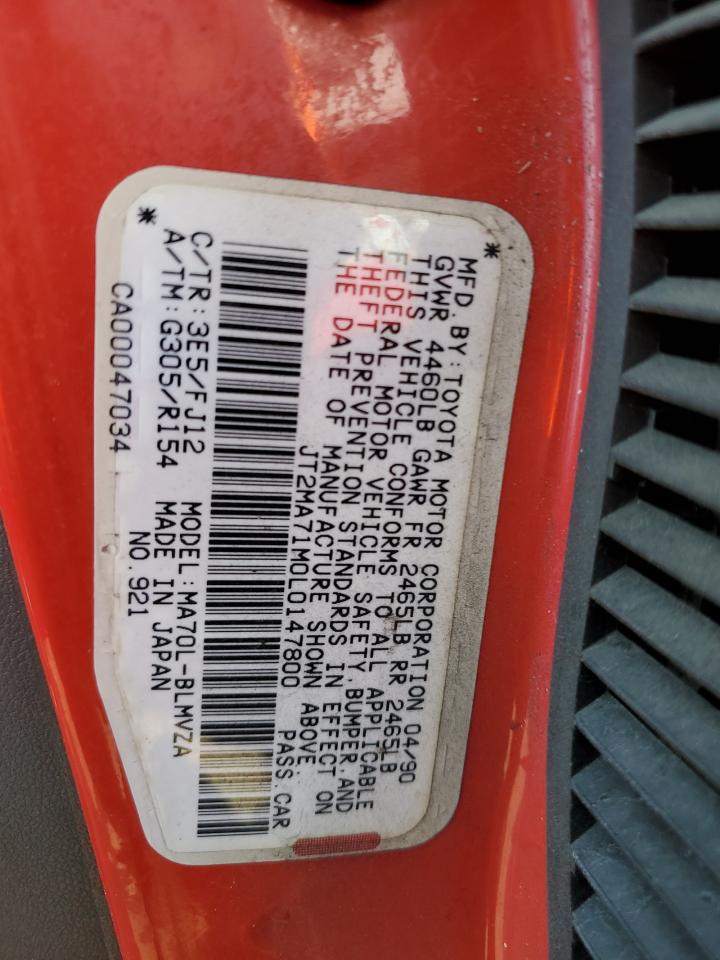 *
MFD.BY:TOYOTA MOTOR CORPORATION 04/90
GVWR 4460LB GAWR FR 2465LB RR 2465LB
THIS VEHICLE CONFORMS TO ALL APPLICABLE
FEDERAL MOTOR VEHICLE SAFETY,BUMPER,AND
THEFT PREVENTION STANDARDS IN EFFECT ON
THE DATE OF MANUFACTURE SHOWN ABOVE.
JT2MA71M0L0147800 PASS.CAR
C/TR:3E5/FJ12 MODEL:MA70L-BLMVZA
A/TM:G305/R154 MADE IN JAPAN
* NO.921
CA00047034